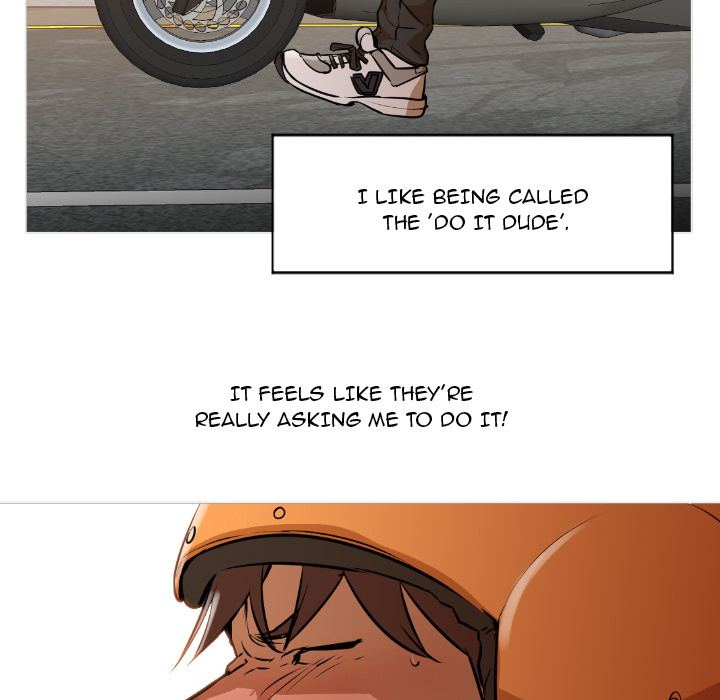 I LIKE BEING CALLED
THE 'DO IT DUDE'.
IT FEELS LIKE THEY'RE
REALLY ASKING ME TO DO IT!